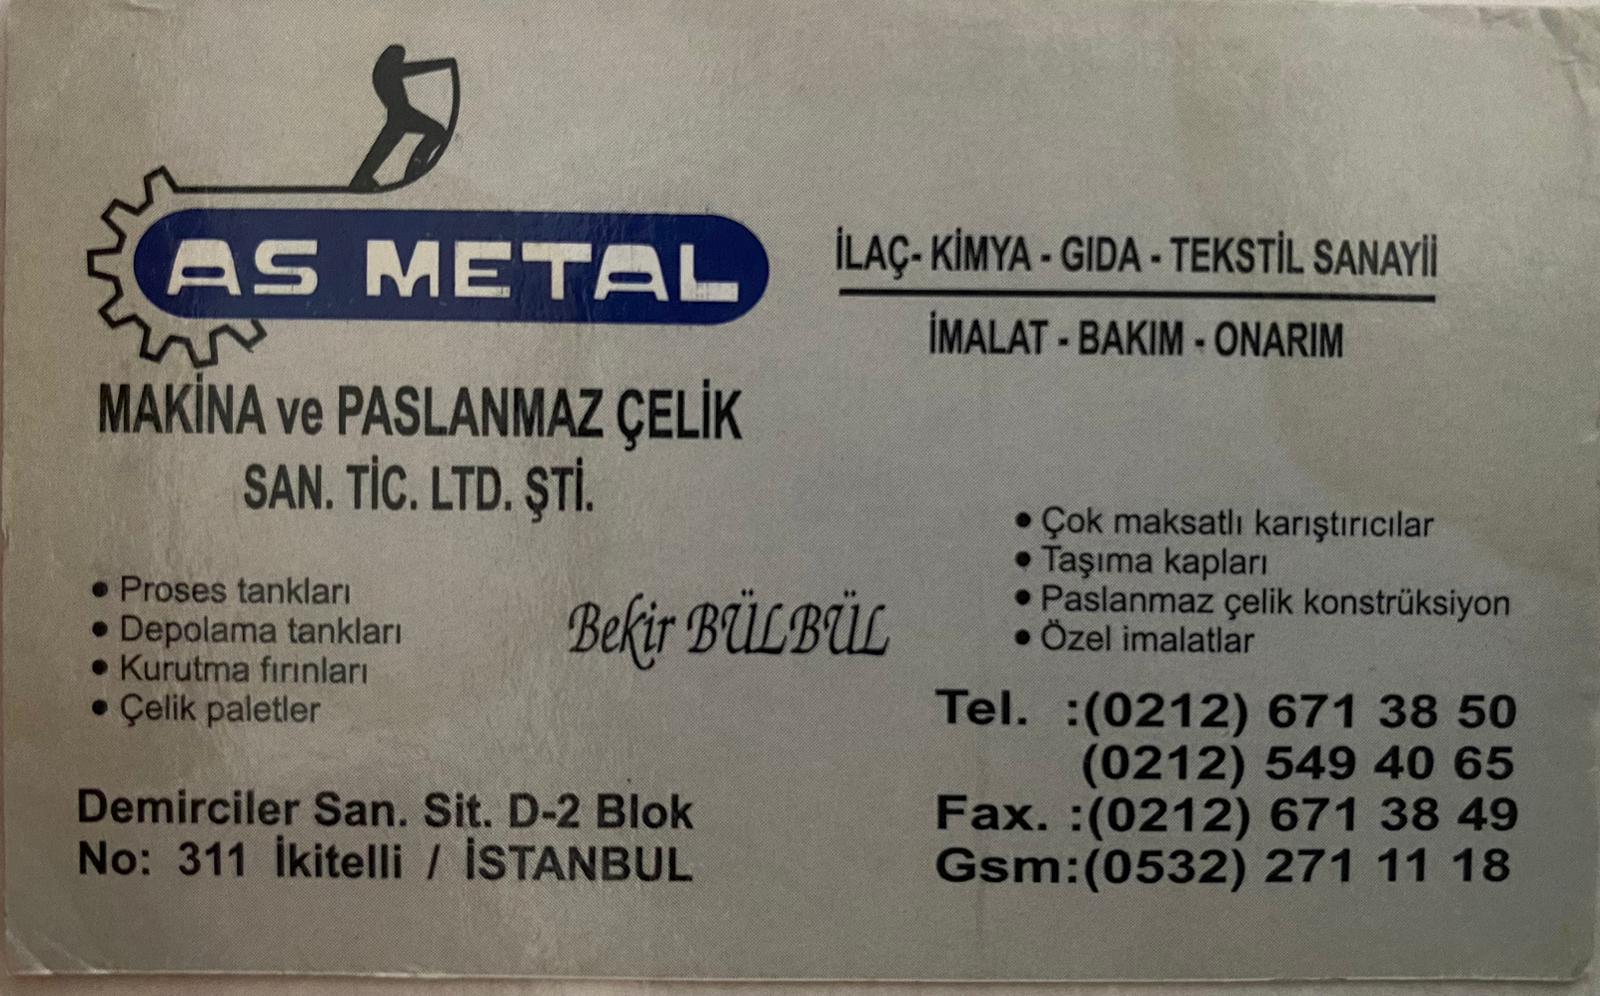 AS METAL
MAKİNA ve PASLANMAZ ÇELİK
SAN. TİC. LTD. ŞTİ.
İLAÇ- KİMYA - GIDA - TEKSTİL SANAYİİ
İMALAT - BAKIM - ONARIM
• Proses tankları
• Depolama tankları
• Kurutma fırınları
• Çelik paletler
Bekir BÜLBÜL
• Çok maksatlı karıştırıcılar
• Taşıma kapları
• Paslanmaz çelik konstrüksiyon
• Özel imalatlar
Demirciler San. Sit. D-2 Blok
No: 311 İkitelli / İSTANBUL
Tel. :(0212) 671 38 50
(0212) 549 40 65
Fax. :(0212) 671 38 49
Gsm:(0532) 271 11 18